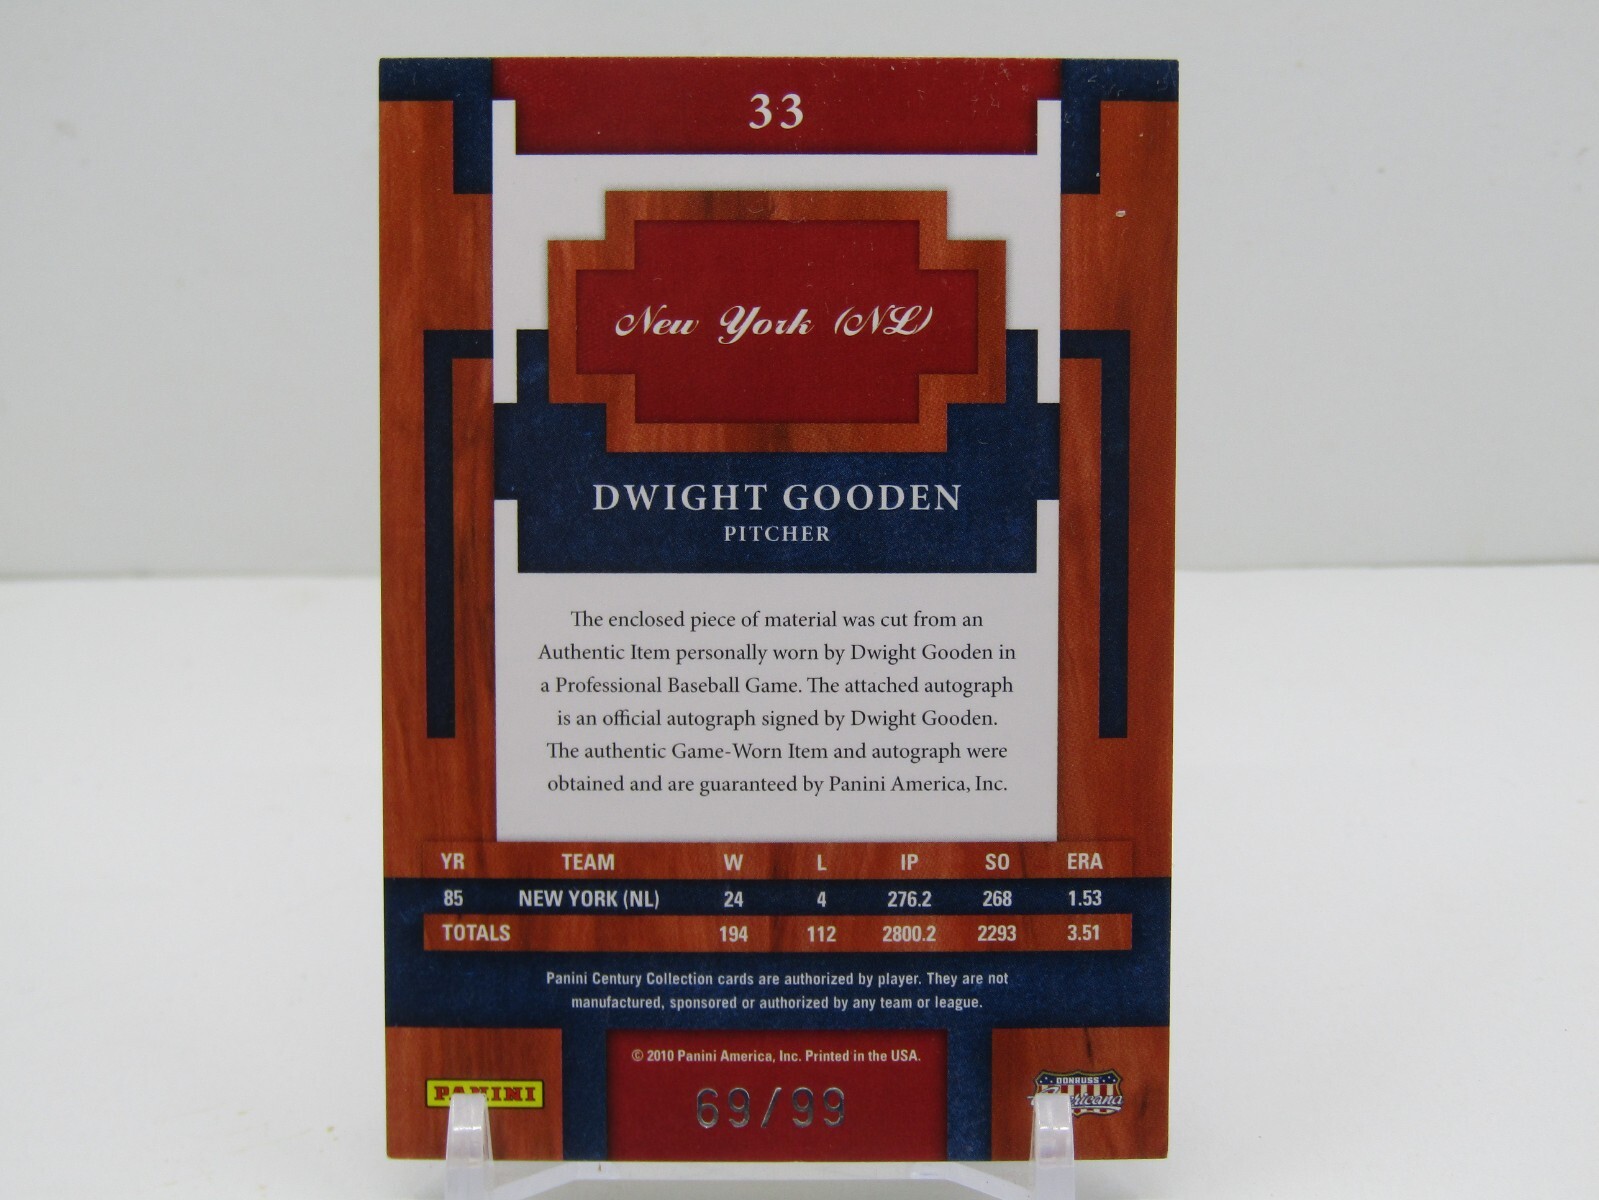 33
New York (NL)
DWIGHT GOODEN
PITCHER
The enclosed piece of material was cut from an
Authentic Item personally worn by Dwight Gooden in
a Professional Baseball Game. The attached autograph
is an official autograph signed by Dwight Gooden.
The authentic Game-Worn Item and autograph were
obtained and are guaranteed by Panini America, Inc.
YR TEAM W L IP SO ERA
85 NEW YORK (NL) 24 4 276.2 268 1.53
TOTALS 194 112 2800.2 2293 3.51
Panini Century Collection cards are authorized by player. They are not
manufactured, sponsored or authorized by any team or league.
© 2010 Panini America, Inc. Printed in the USA.
PANINI
69/99
DONRUSS
Americana